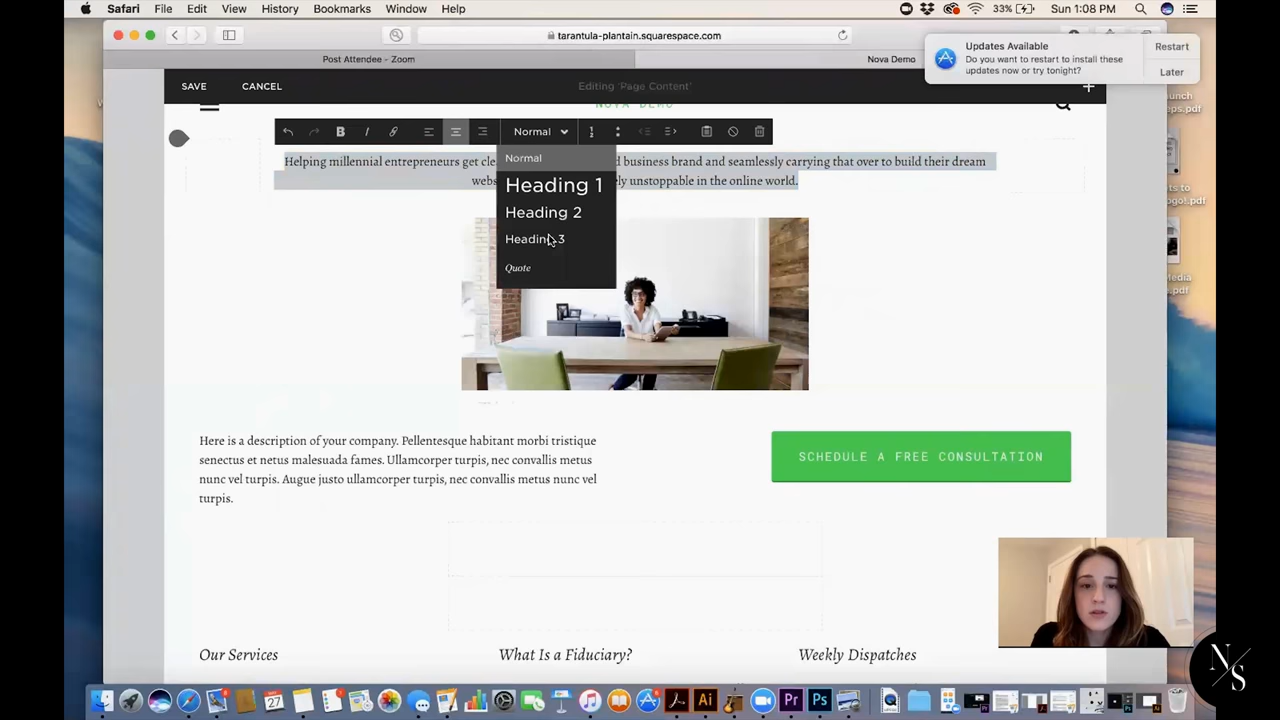 Safari File Edit View History Bookmarks Window Help 33% Sun 1:08 PM
tarantula-plantain.squarespace.com
Post Attendee - Zoom Nova Demo
Updates Available
Do you want to restart to install these
updates now or try tonight?
Restart
Later
SAVE CANCEL Editing 'Page Content'
NOVA DEMO
Normal
Helping millennial entrepreneurs get business brand and seamlessly carrying that over to build their dream
unstoppable in the online world.
Normal
Heading 1
Heading 2
Heading 3
Quote
Here is a description of your company. Pellentesque habitant morbi tristique
senectus et netus malesuada fames. Ullamcorper turpis, nec convallis metus
nunc vel turpis. Augue justo ullamcorper turpis, nec convallis metus nunc vel
turpis.
SCHEDULE A FREE CONSULTATION
Our Services What Is a Fiduciary? Weekly Dispatches
N/S